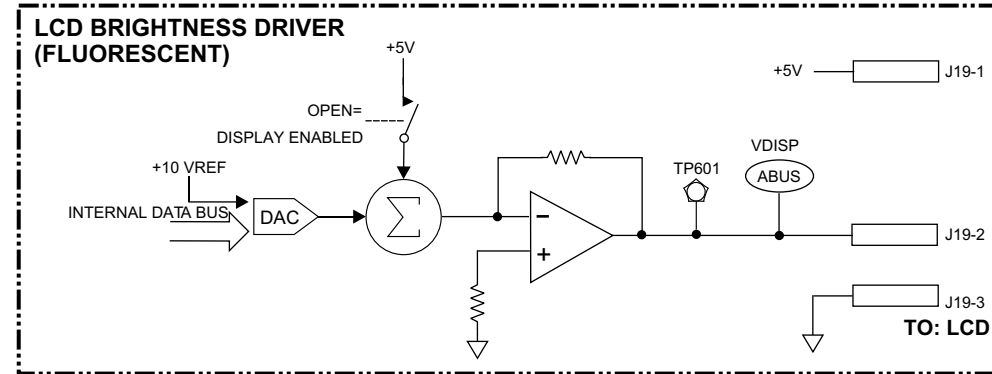 LCD BRIGHTNESS DRIVER
(FLUORESCENT)
+5V
+5V
J19-1
OPEN=
DISPLAY ENABLED
VDISP
TP601
ABUS
+10 VREF
INTERNAL DATA BUS
DAC
Σ
−
+
J19-2
J19-3
TO: LCD